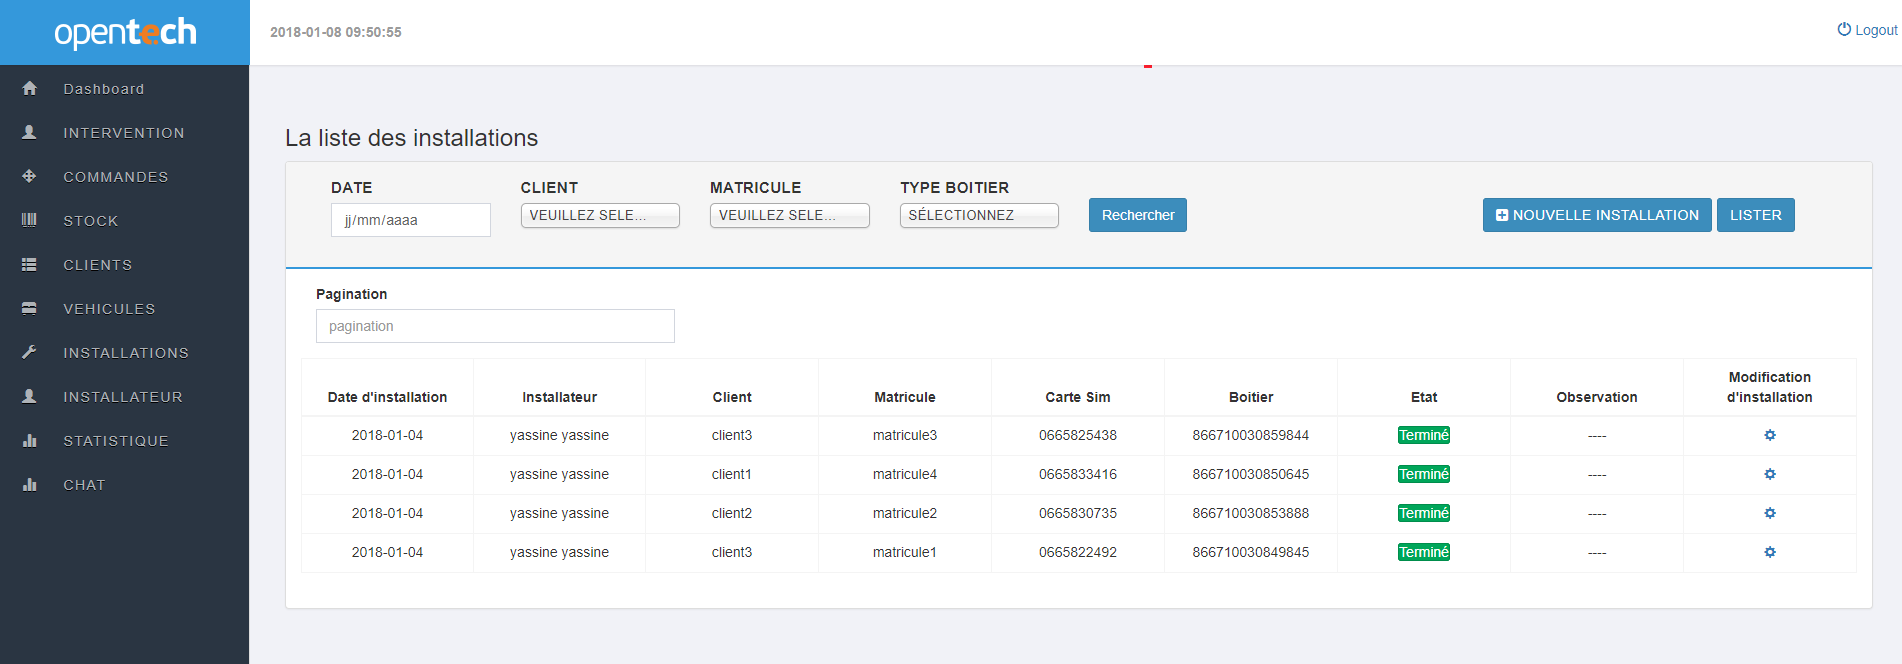 opentech
2018-01-08 09:50:55
Logout
Dashboard
INTERVENTION
COMMANDES
STOCK
CLIENTS
VEHICULES
INSTALLATIONS
INSTALLATEUR
STATISTIQUE
CHAT
La liste des installations
DATE CLIENT MATRICULE TYPE BOITIER
jj/mm/aaaa VEUILLEZ SELE... VEUILLEZ SELE... SÉLECTIONNEZ Rechercher NOUVELLE INSTALLATION LISTER
Pagination
pagination
Date d'installation Installateur Client Matricule Carte Sim Boitier Etat Observation Modification d'installation
2018-01-04 yassine yassine client3 matricule3 0665825438 866710030859844 Terminé ----
2018-01-04 yassine yassine client1 matricule4 0665833416 866710030850645 Terminé ----
2018-01-04 yassine yassine client2 matricule2 0665830735 866710030853888 Terminé ----
2018-01-04 yassine yassine client3 matricule1 0665822492 866710030849845 Terminé ----